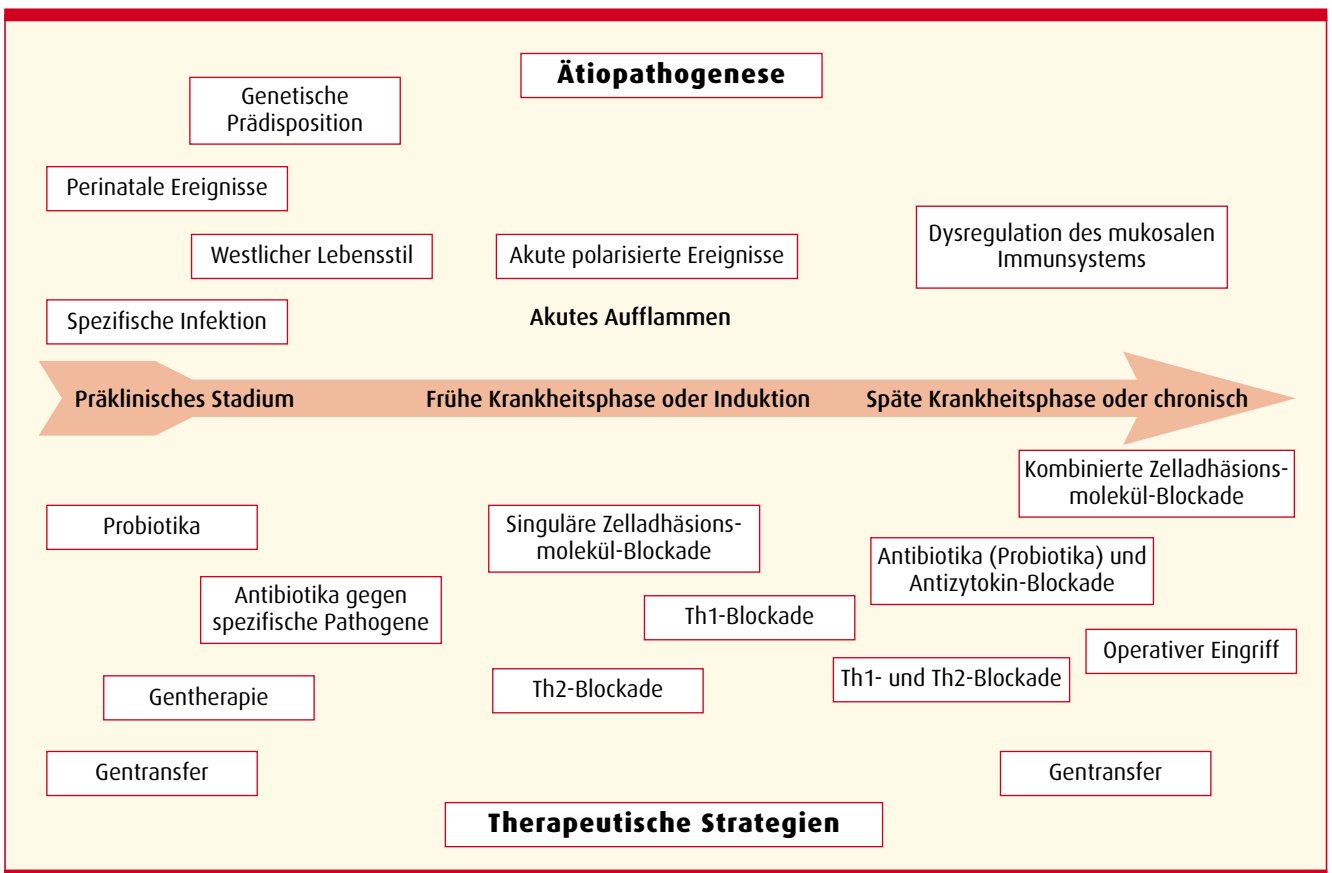 Ätiopathogenese
Genetische
Prädisposition
Perinatale Ereignisse
Westlicher Lebensstil
Akute polarisierte Ereignisse
Dysregulation des mukosalen
Immunsystems
Spezifische Infektion
Akutes Aufflammen
Präklinisches Stadium
Frühe Krankheitsphase oder Induktion
Späte Krankheitsphase oder chronisch
Kombinierte Zelladhäsions-
molekül-Blockade
Probiotika
Singuläre Zelladhäsions-
molekül-Blockade
Antibiotika (Probiotika) und
Antizytokin-Blockade
Antibiotika gegen
spezifische Pathogene
Th1-Blockade
Operativer Eingriff
Gentherapie
Th2-Blockade
Th1- und Th2-Blockade
Gentransfer
Gentransfer
Therapeutische Strategien